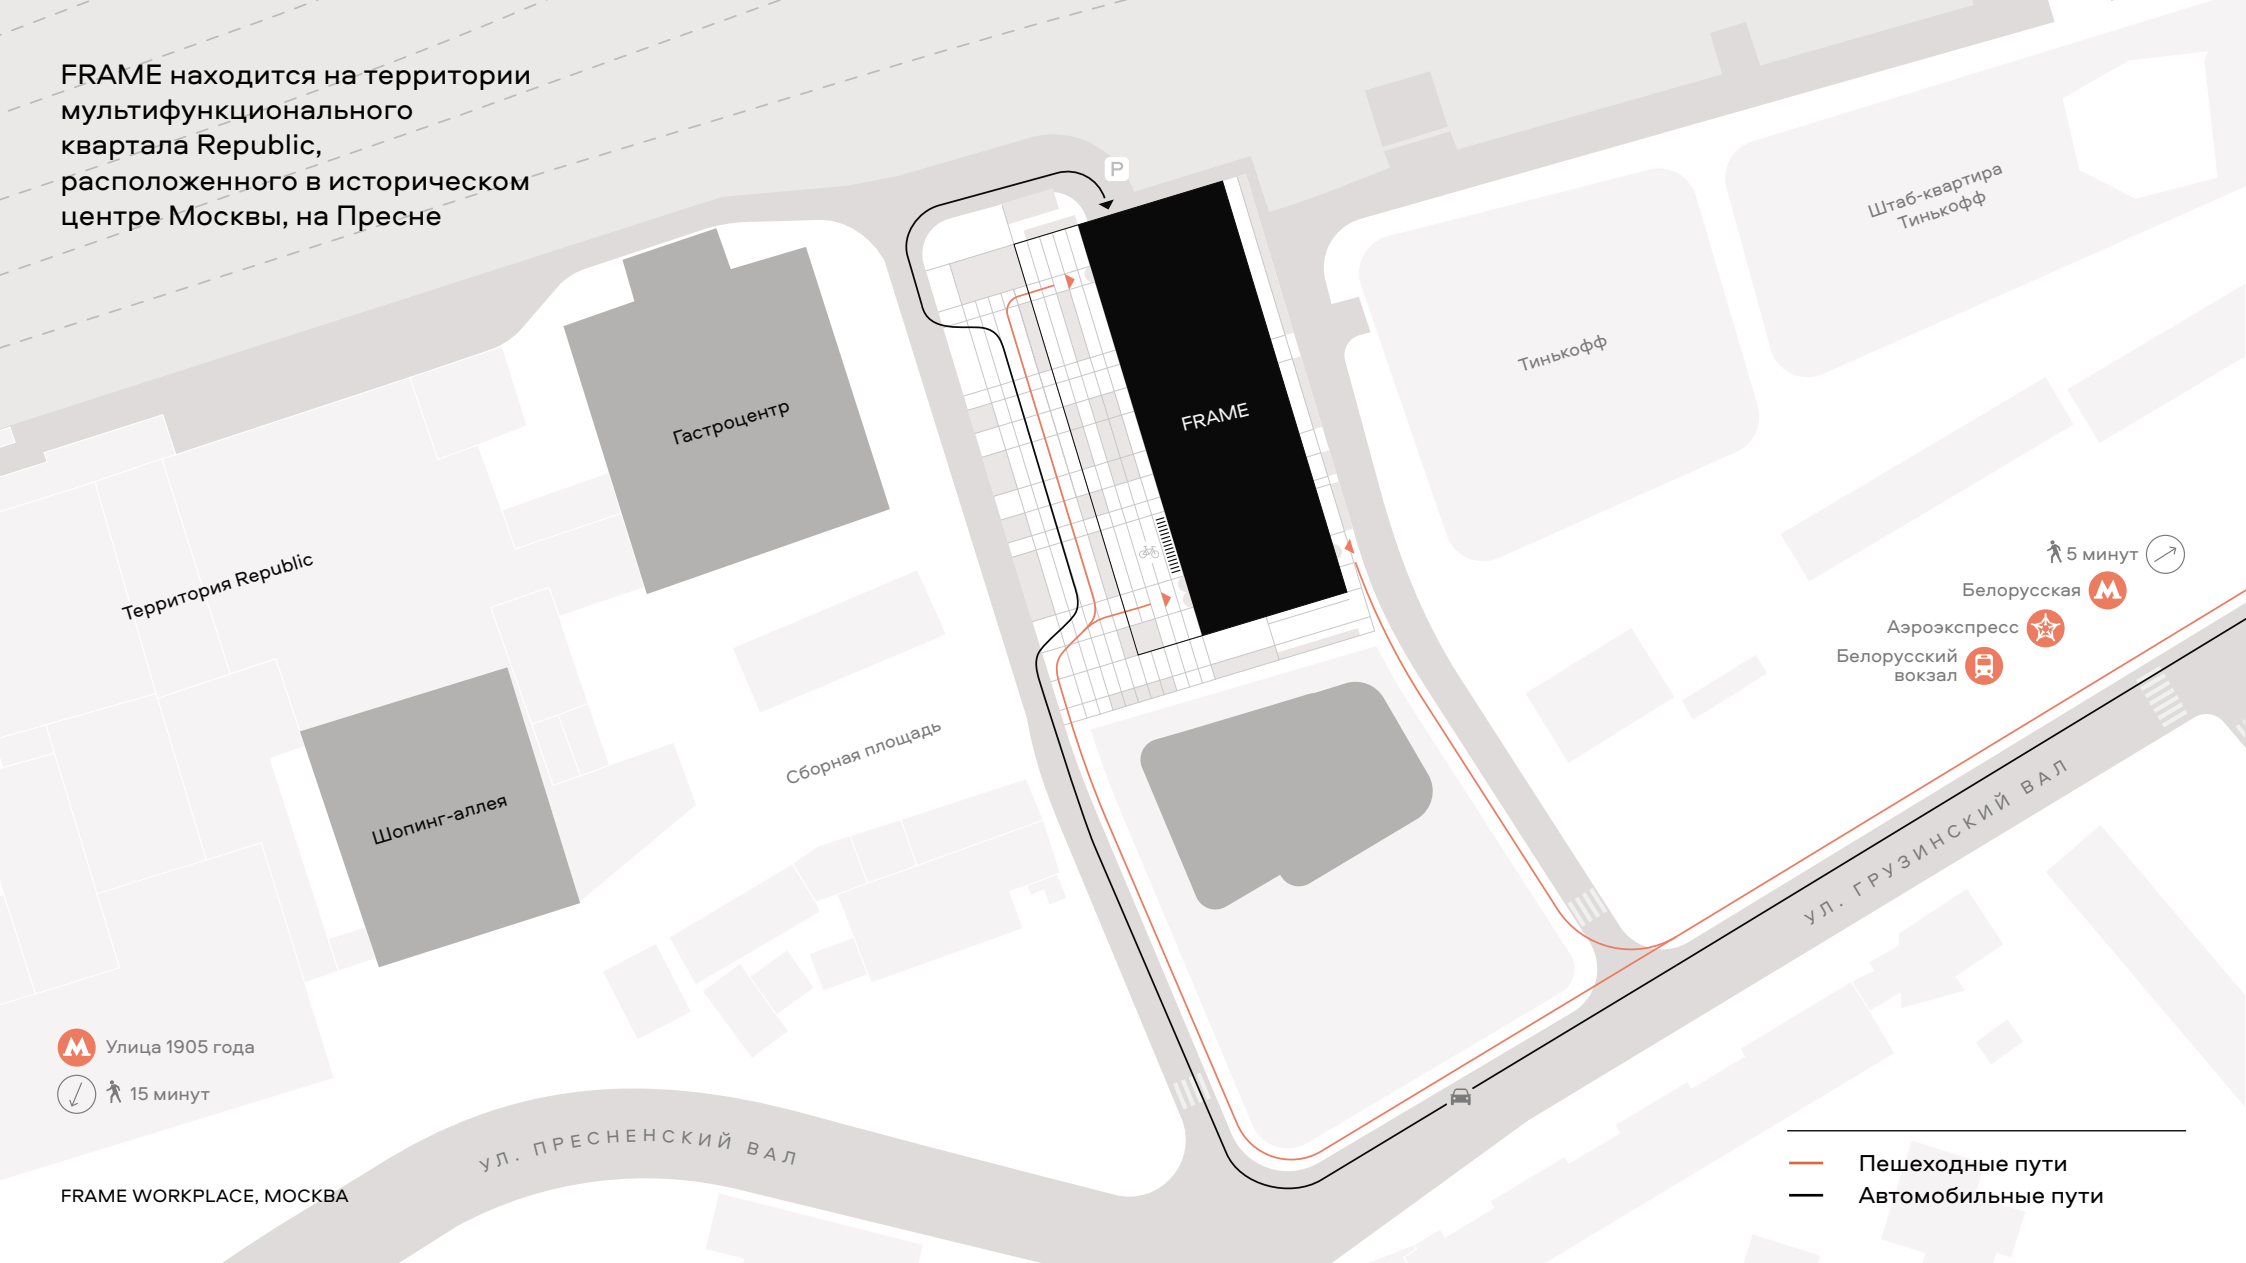 FRAME находится на территории
мультифункционального
квартала Republic,
расположенного в историческом
центре Москвы, на Пресне
P
Штаб-квартира
Тинькофф
Тинькофф
FRAME
Гастроцентр
Территория Republic
5 минут
Белорусская
Аэроэкспресс
Белорусский
вокзал
Сборная площадь
Шопинг-аллея
УЛ. ГРУЗИНСКИЙ ВАЛ
Улица 1905 года
15 минут
УЛ. ПРЕСНЕНСКИЙ ВАЛ
Пешеходные пути
Автомобильные пути
FRAME WORKPLACE, МОСКВА